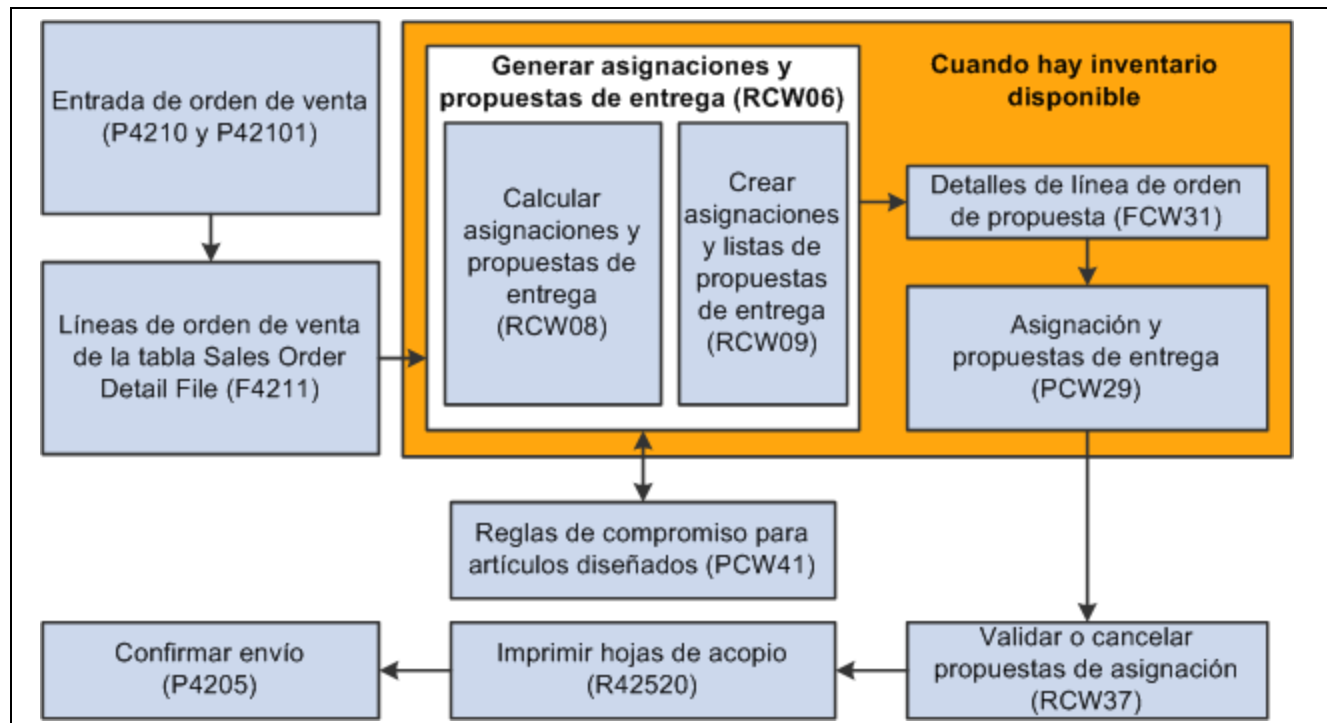 Entrada de orden de venta
(P4210 y P42101)
Líneas de orden de venta
de la tabla Sales Order
Detail File (F4211)
Generar asignaciones y
propuestas de entrega (RCW06)
Calcular
asignaciones y
propuestas de
entrega
(RCW08)
Crear
asignaciones
y listas de
propuestas
de entrega
(RCW09)
Cuando hay inventario
disponible
Detalles de línea de orden
de propuesta (FCW31)
Asignación y
propuestas de entrega
(PCW29)
Reglas de compromiso para
artículos diseñados (PCW41)
Validar o cancelar
propuestas de asignación
(RCW37)
Imprimir hojas de acopio
(R42520)
Confirmar envío
(P4205)